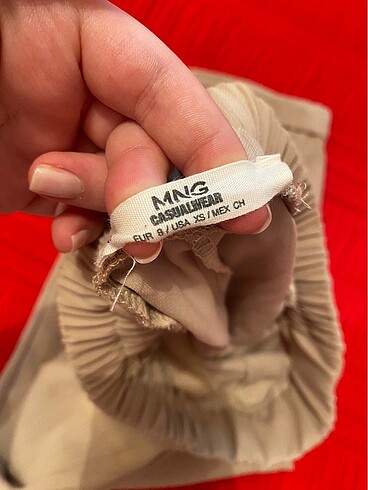 MNG
CASUALWEAR
EUR 8 / USA XS / MEX CH